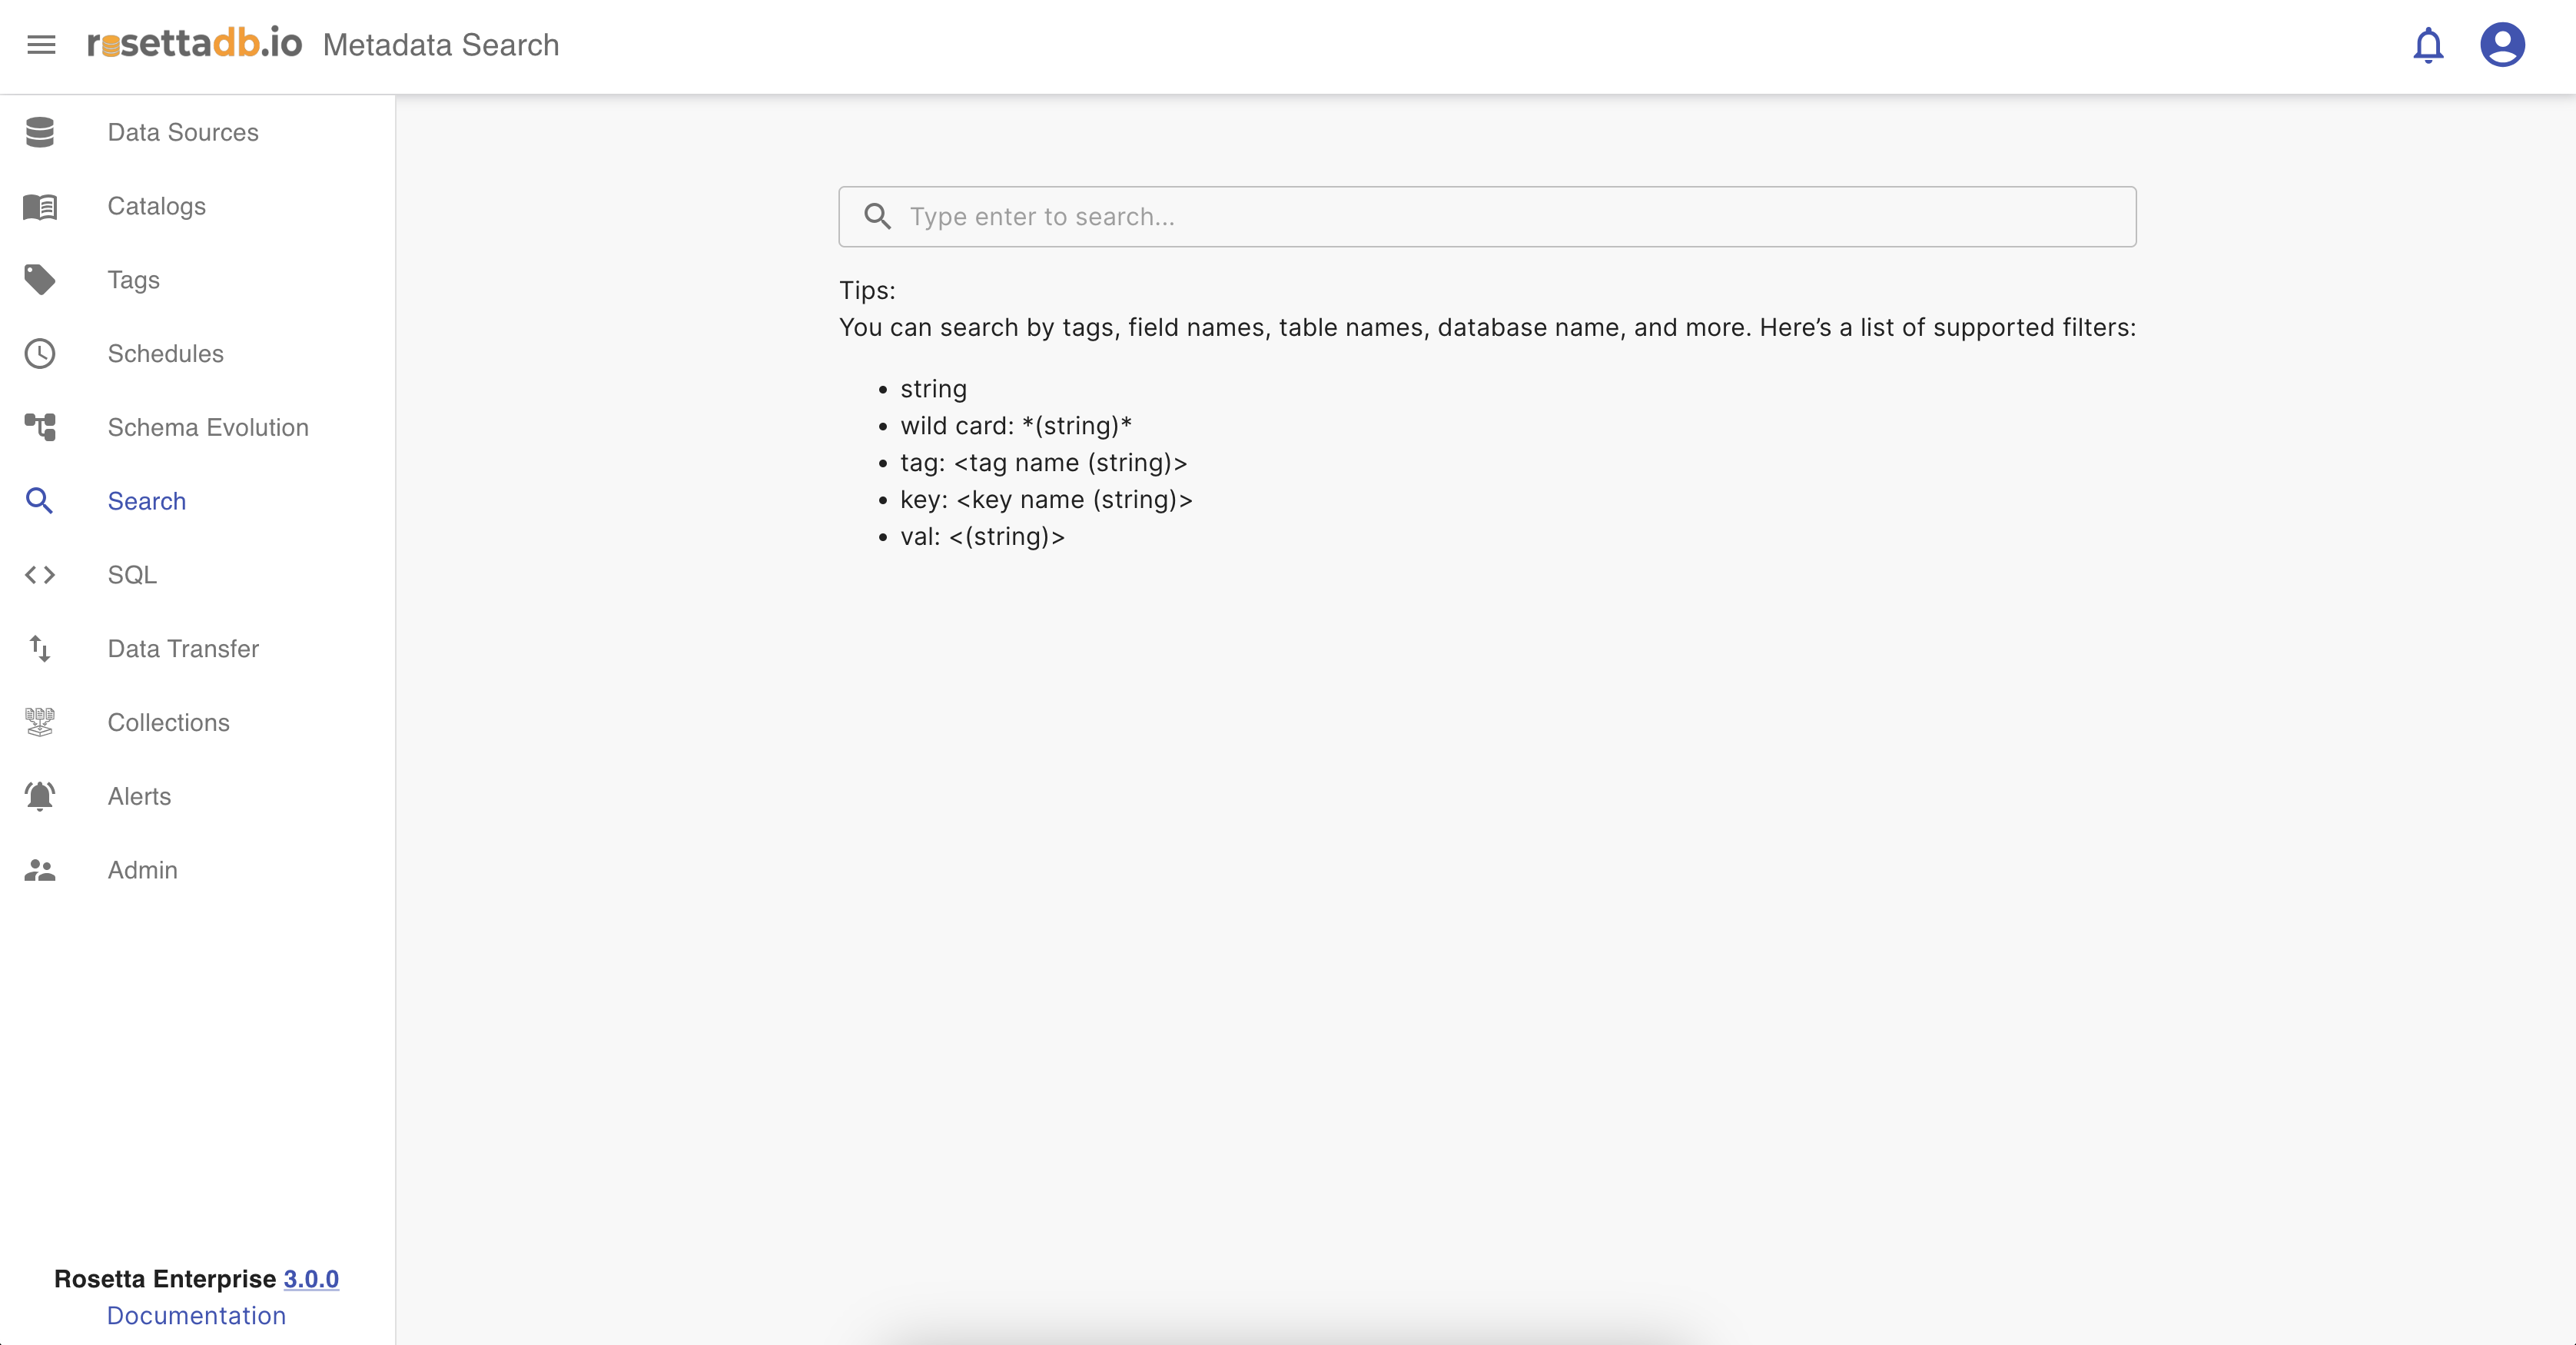 rosettadb.io Metadata Search
Data Sources
Catalogs
Tags
Schedules
Schema Evolution
Search
SQL
Data Transfer
Collections
Alerts
Admin
Rosetta Enterprise 3.0.0
Documentation
Type enter to search...
Tips:
You can search by tags, field names, table names, database name, and more. Here’s a list of supported filters:
• string
• wild card: *(string)*
• tag: <tag name (string)>
• key: <key name (string)>
• val: <(string)>